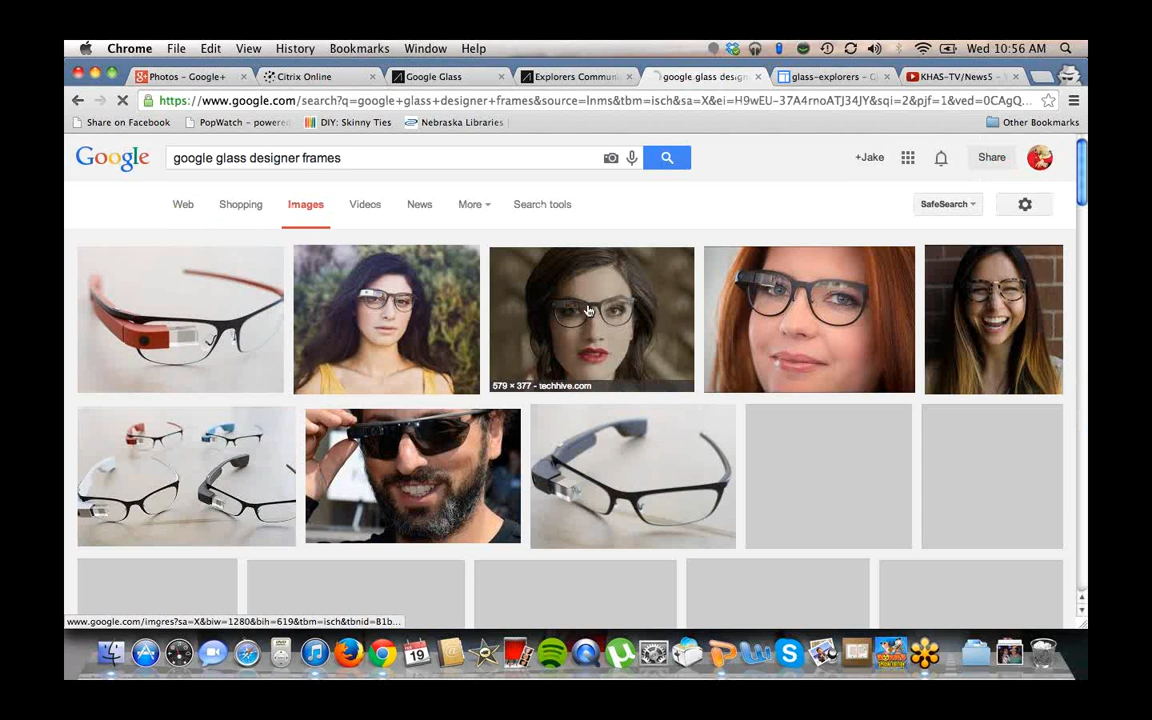 Chrome File Edit View History Bookmarks Window Help Wed 10:56 AM
Photos – Google+ Citrix Online Google Glass Explorers Commun google glass design glass-explorers – G KHAS-TV/News5 –
https://www.google.com/search?q=google+glass+designer+frames&source=lnms&tbm=isch&sa=X&ei=H9wEU-37A4rnoATJ34JY&sqi=2&pjf=1&ved=0CAgQ...
Share on Facebook PopWatch – powere DIY: Skinny Ties Nebraska Libraries Other Bookmarks
Google google glass designer frames +Jake Share
Web Shopping Images Videos News More Search tools SafeSearch
579 × 377 – techhive.com
www.google.com/imgres?sa=X&biw=1280&bih=619&tbm=isch&tbnid=B1b...
19